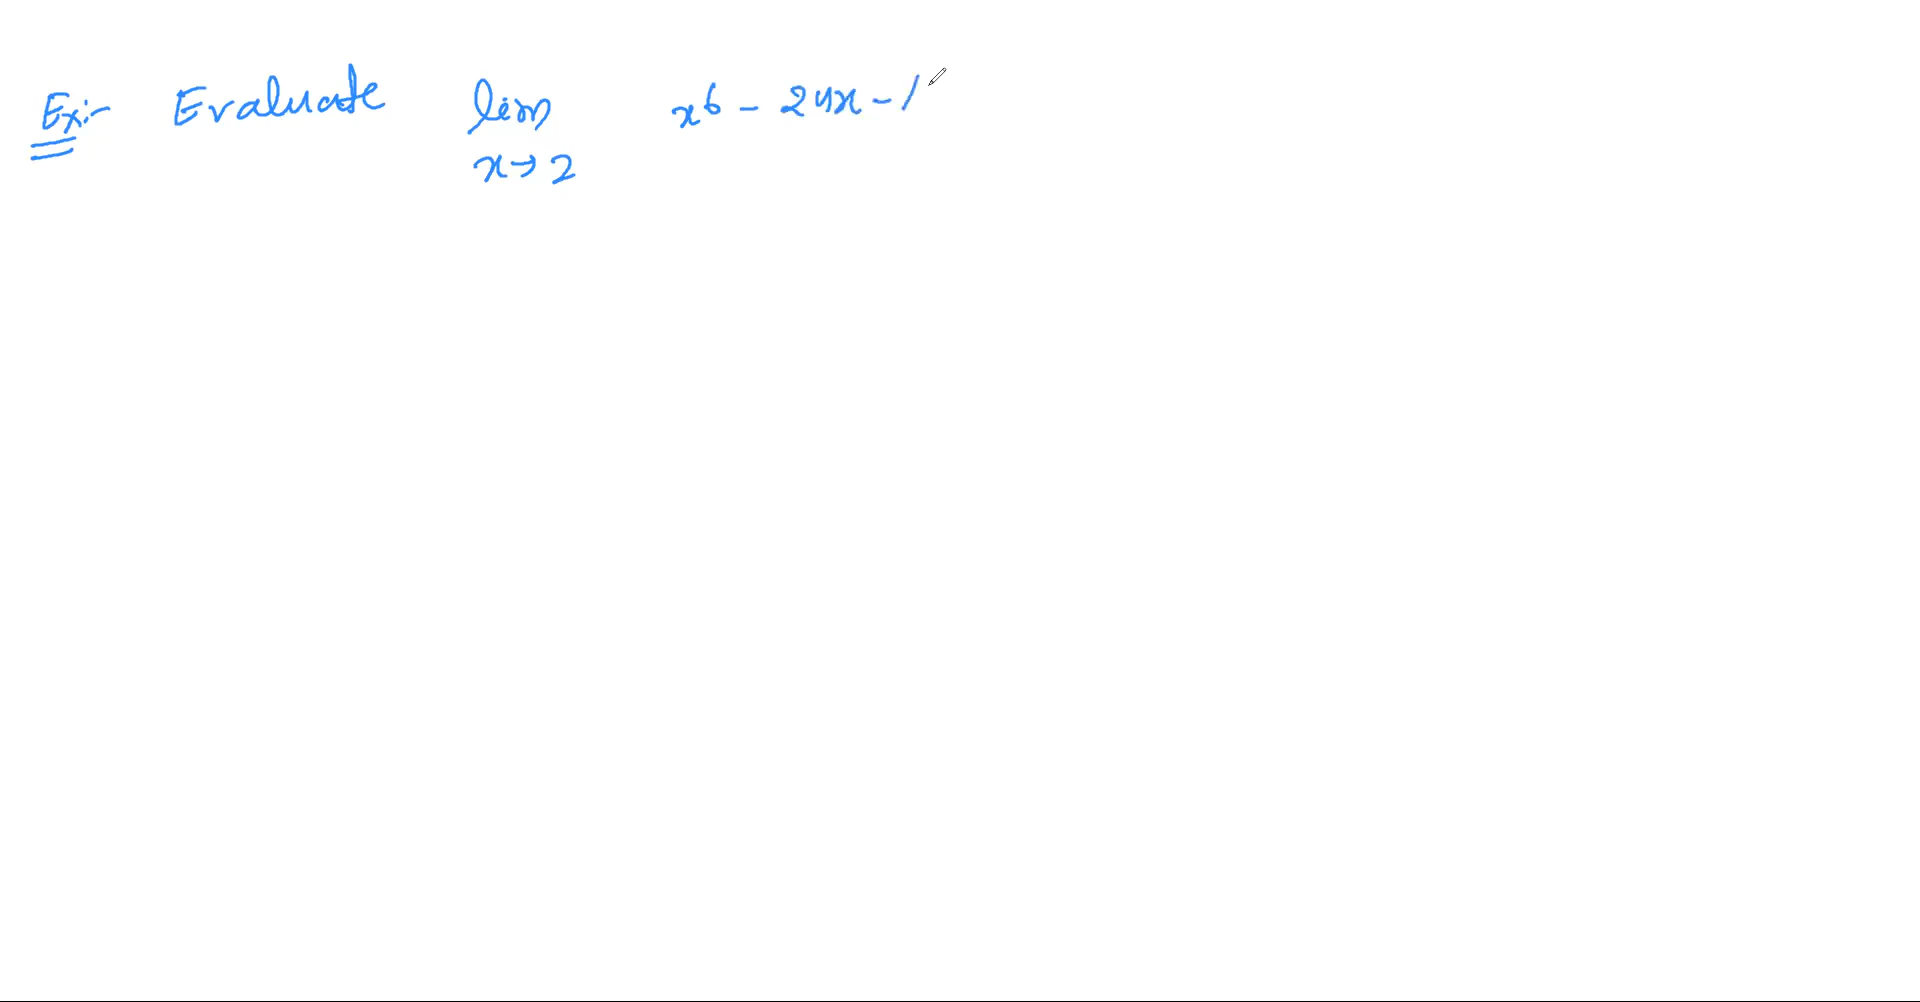 Ex:- Evaluate lim x⁶ - 24x - 1
x→2